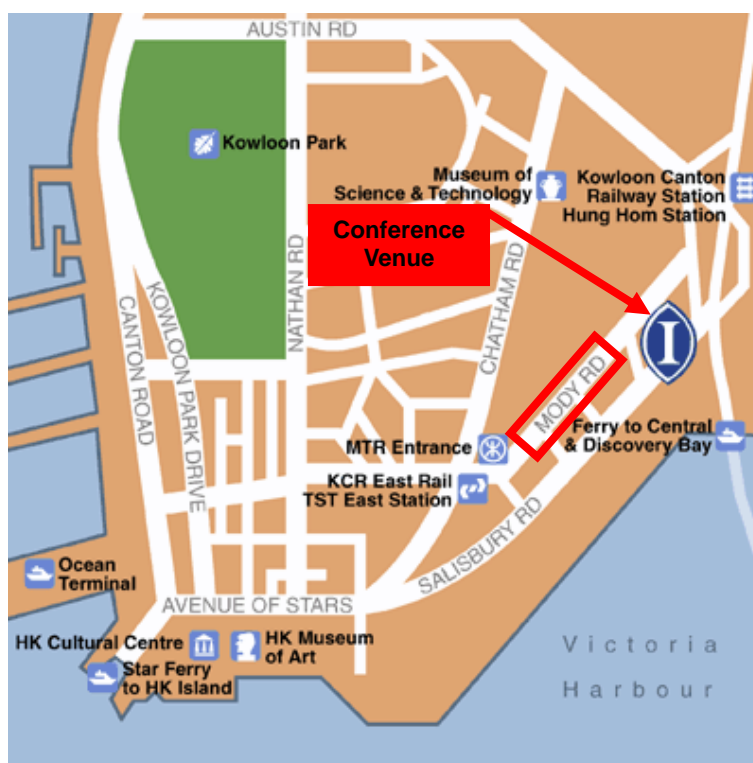 AUSTIN RD
Kowloon Park
Museum of
Science & Technology
Kowloon Canton
Railway Station
Hung Hom Station
Conference
Venue
NATHAN RD
CHATHAM RD
CANTON ROAD
KOWLOON PARK DRIVE
I
MODY RD
MTR Entrance
Ferry to Central
& Discovery Bay
KCR East Rail
TST East Station
SALISBURY RD
Ocean
Terminal
AVENUE OF STARS
HK Cultural Centre
HK Museum
of Art
Star Ferry
to HK Island
Victoria
Harbour